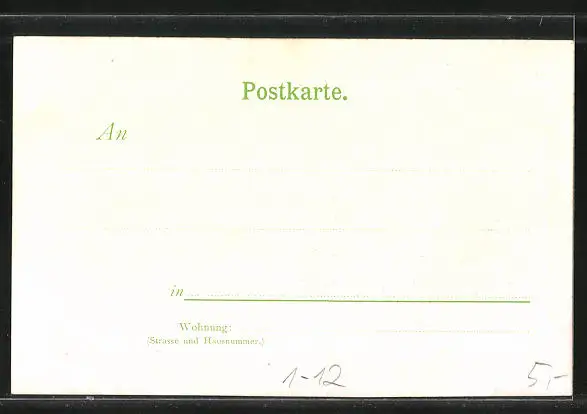 Postkarte.
An
in
Wohnung:
(Strasse und Hausnummer.)
1-12
5,-